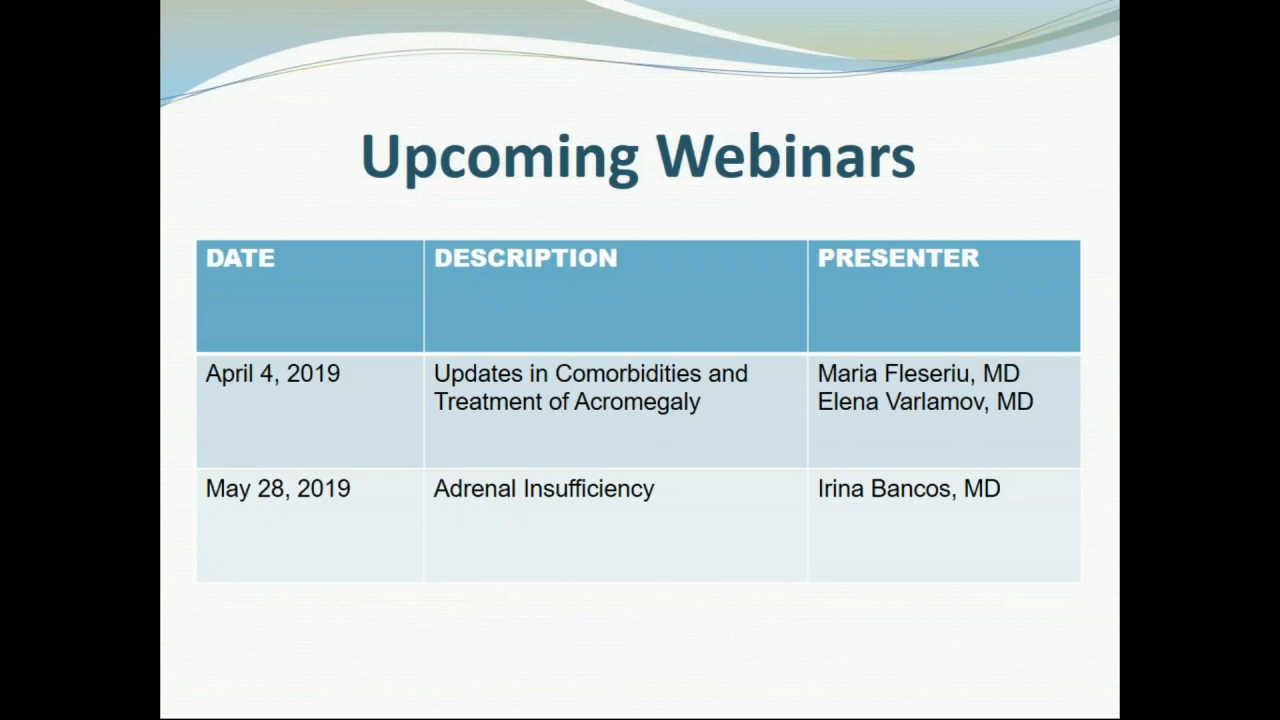 Upcoming Webinars
DATE DESCRIPTION PRESENTER
April 4, 2019 Updates in Comorbidities and Maria Fleseriu, MD
Treatment of Acromegaly Elena Varlamov, MD
May 28, 2019 Adrenal Insufficiency Irina Bancos, MD